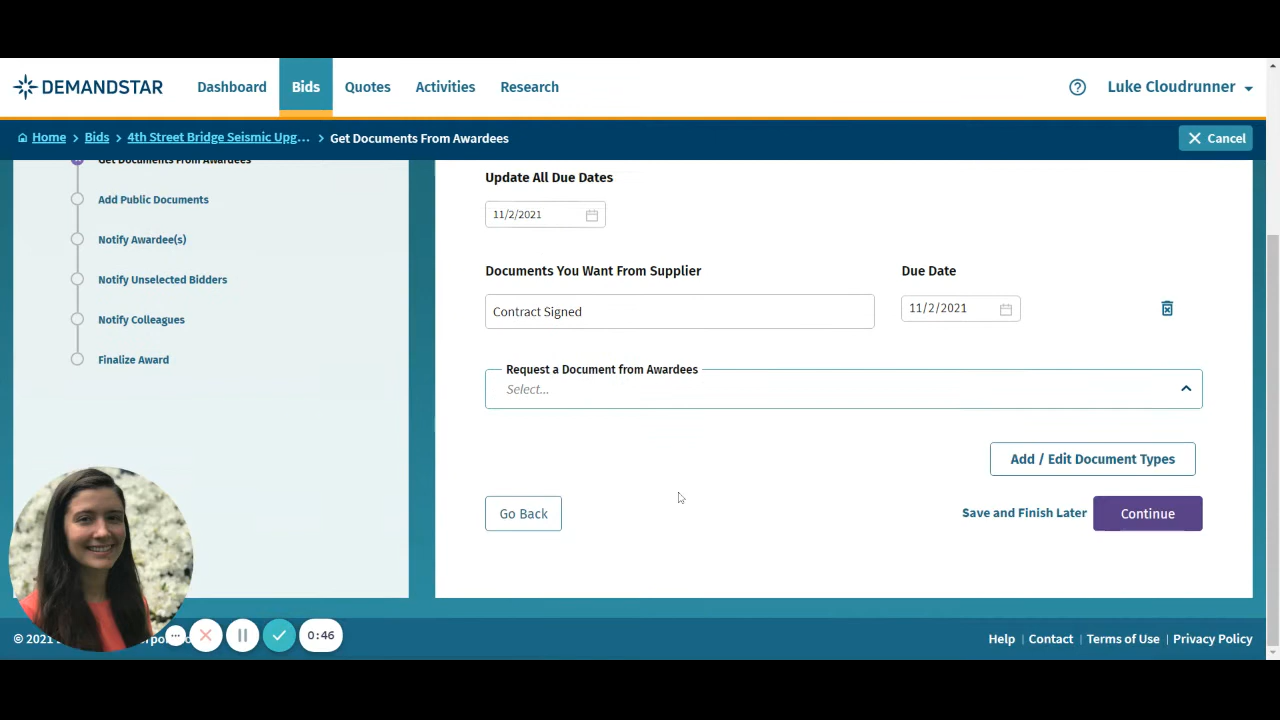 DEMANDSTAR
Dashboard
Bids
Quotes
Activities
Research
Luke Cloudrunner
Home > Bids > 4th Street Bridge Seismic Upg... > Get Documents From Awardees
Cancel
Get Documents From Awardees
Add Public Documents
Notify Awardee(s)
Notify Unselected Bidders
Notify Colleagues
Finalize Award
Update All Due Dates
11/2/2021
Documents You Want From Supplier
Due Date
Contract Signed
11/2/2021
Request a Document from Awardees
Select...
Add / Edit Document Types
Go Back
Save and Finish Later
Continue
0:46
© 2021
Help | Contact | Terms of Use | Privacy Policy